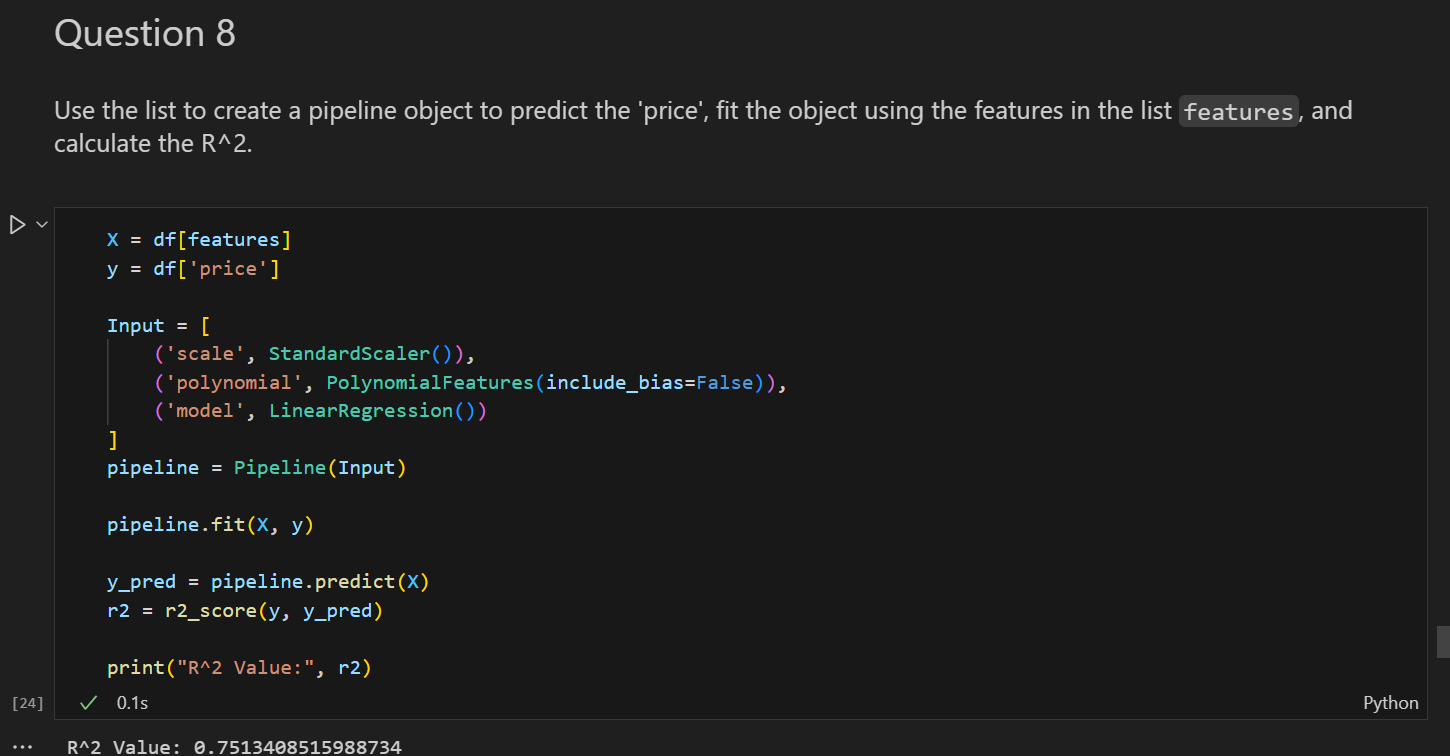 Question 8
Use the list to create a pipeline object to predict the 'price', fit the object using the features in the list features, and
calculate the R^2.
X = df[features]
y = df['price']
Input = [
('scale', StandardScaler()),
('polynomial', PolynomialFeatures(include_bias=False)),
('model', LinearRegression())
]
pipeline = Pipeline(Input)
pipeline.fit(X, y)
y_pred = pipeline.predict(X)
r2 = r2_score(y, y_pred)
print("R^2 Value:", r2)
[24] 0.1s Python
... R^2 Value: 0.7513408515988734